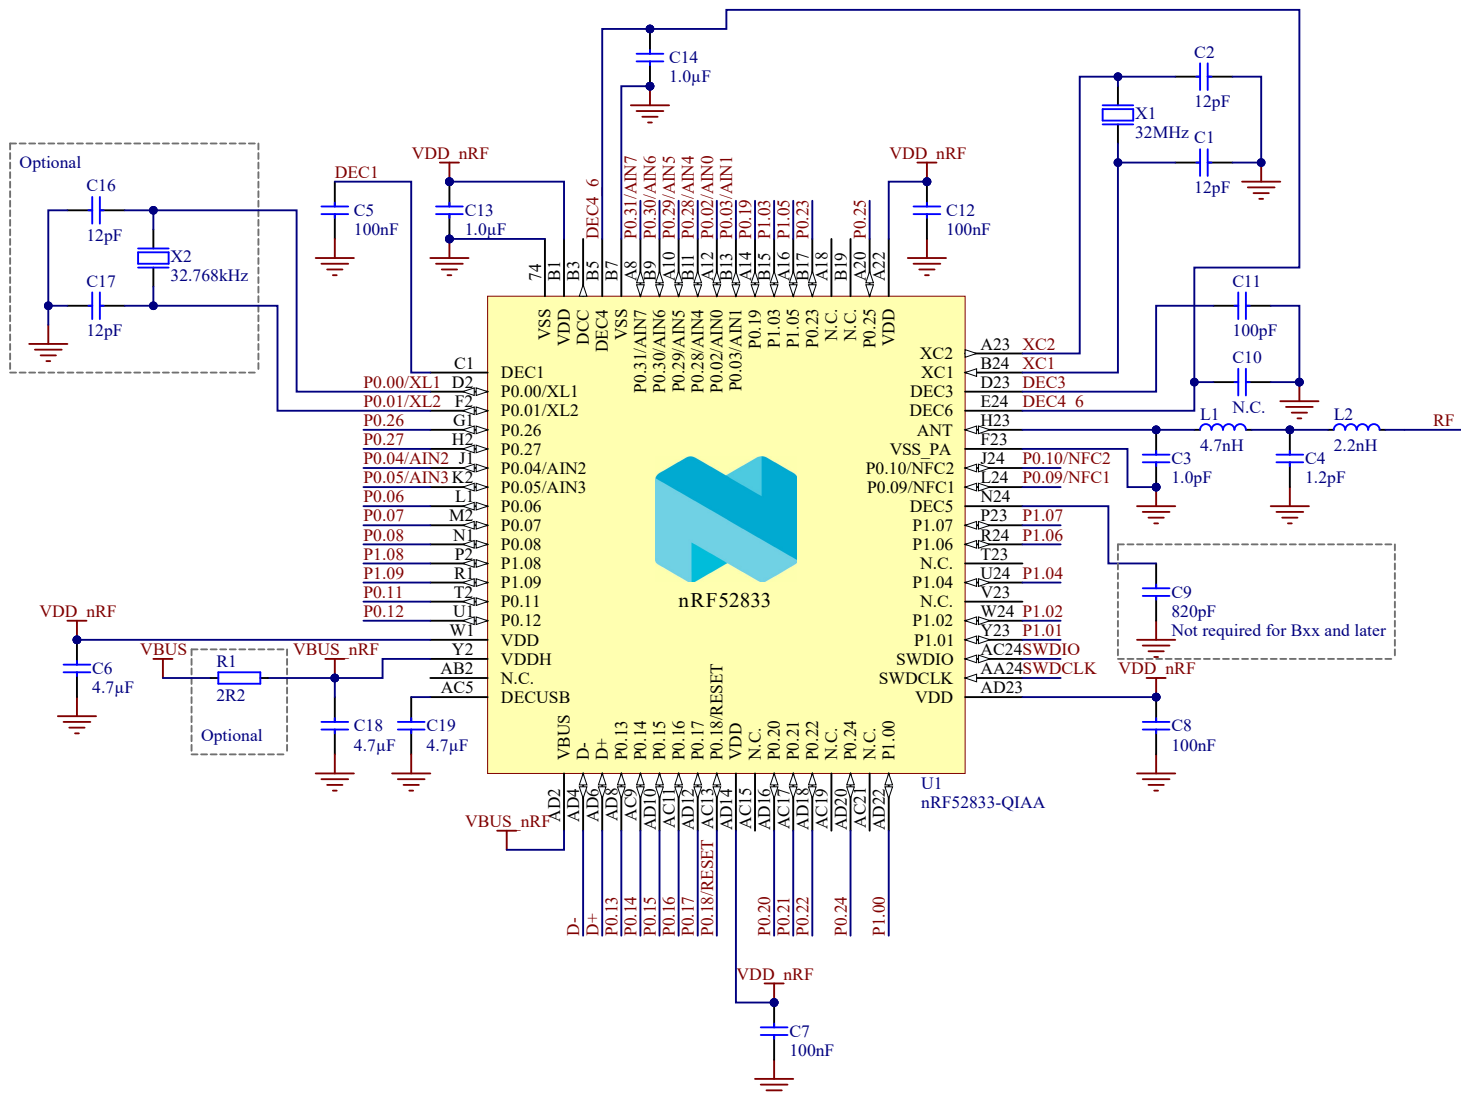 C14
1.0µF
C2
12pF
X1
32MHz
C1
12pF
Optional
C16
12pF
X2
32.768kHz
C17
12pF
DEC1
C5
100nF
VDD_nRF
C13
1.0µF
DEC4_6
P0.31/AIN7
P0.30/AIN6
P0.29/AIN5
P0.28/AIN4
P0.02/AIN0
P0.03/AIN1
P0.19
P1.03
P1.05
P0.23
P0.25
VDD_nRF
C12
100nF
74
B1
B3
B5
B7
A8
B9
A10
B11
A12
B13
A14
B15
A16
B17
A18
B19
A20
A22
VSS
VDD
DCC
DEC4
VSS
P0.31/AIN7
P0.30/AIN6
P0.29/AIN5
P0.28/AIN4
P0.02/AIN0
P0.03/AIN1
P0.19
P1.03
P1.05
P0.23
N.C.
N.C.
P0.25
VDD
C11
100pF
C10
N.C.
C1 DEC1
P0.00/XL1 D2 P0.00/XL1
P0.01/XL2 F2 P0.01/XL2
P0.26 G1 P0.26
P0.27 H2 P0.27
P0.04/AIN2 J1 P0.04/AIN2
P0.05/AIN3 K2 P0.05/AIN3
P0.06 L1 P0.06
P0.07 M2 P0.07
P0.08 N1 P0.08
P1.08 P2 P1.08
P1.09 R1 P1.09
P0.11 T2 P0.11
P0.12 U1 P0.12
W1 VDD
Y2 VDDH
AB2 N.C.
AC5 DECUSB
XC2 A23 XC2
XC1 B24 XC1
DEC3 D23 DEC3
DEC6 E24 DEC4_6
ANT H23
VSS_PA F23
P0.10/NFC2 J24 P0.10/NFC2
P0.09/NFC1 L24 P0.09/NFC1
DEC5 N24
P1.07 P23 P1.07
P1.06 R24 P1.06
N.C. T23
P1.04 U24 P1.04
N.C. V23
P1.02 W24 P1.02
P1.01 Y23 P1.01
SWDIO AC24 SWDIO
SWDCLK AA24 SWDCLK
VDD AD23
L1
4.7nH
L2
2.2nH
RF
C3
1.0pF
C4
1.2pF
C9
820pF
Not required for Bxx and later
VDD_nRF
C8
100nF
nRF52833
VDD_nRF
C6
4.7µF
VBUS
R1
2R2
Optional
VBUS_nRF
C18
4.7µF
C19
4.7µF
VBUS
D-
D+
P0.13
P0.14
P0.15
P0.16
P0.17
P0.18/RESET
VDD
N.C.
P0.20
P0.21
P0.22
N.C.
P0.24
N.C.
P1.00
U1
nRF52833-QIAA
AD2
AD4
AD6
AD8
AC9
AD10
AC11
AD12
AC13
AD14
AC15
AD16
AC17
AD18
AC19
AD20
AC21
AD22
VBUS_nRF
D-
D+
P0.13
P0.14
P0.15
P0.16
P0.17
P0.18/RESET
P0.20
P0.21
P0.22
P0.24
P1.00
VDD_nRF
C7
100nF